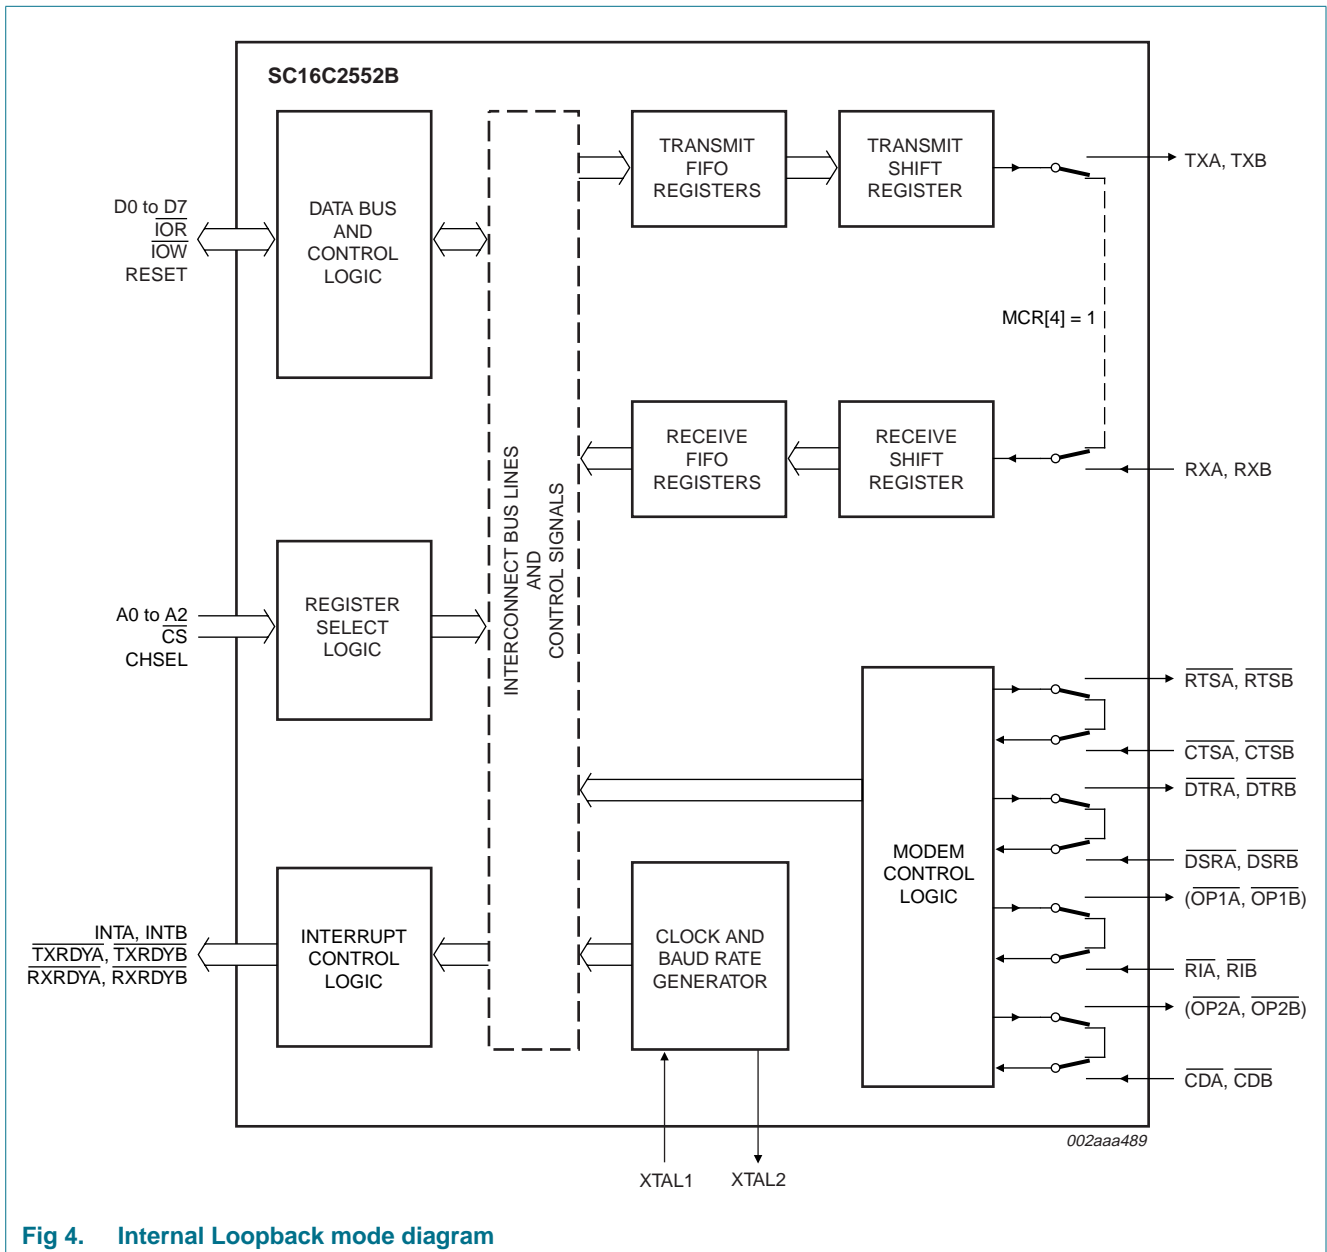 SC16C2552B
D0 to D7
IOR
IOW
RESET
DATA BUS
AND
CONTROL
LOGIC
TRANSMIT
FIFO
REGISTERS
TRANSMIT
SHIFT
REGISTER
TXA, TXB
MCR[4] = 1
RECEIVE
FIFO
REGISTERS
RECEIVE
SHIFT
REGISTER
RXA, RXB
INTERCONNECT BUS LINES
AND
CONTROL SIGNALS
A0 to A2
CS
CHSEL
REGISTER
SELECT
LOGIC
RTSA, RTSB
CTSA, CTSB
DTRA, DTRB
DSRA, DSRB
(OP1A, OP1B)
RIA, RIB
(OP2A, OP2B)
CDA, CDB
MODEM
CONTROL
LOGIC
INTA, INTB
TXRDYA, TXRDYB
RXRDYA, RXRDYB
INTERRUPT
CONTROL
LOGIC
CLOCK AND
BAUD RATE
GENERATOR
002aaa489
XTAL1
XTAL2
Fig 4. Internal Loopback mode diagram